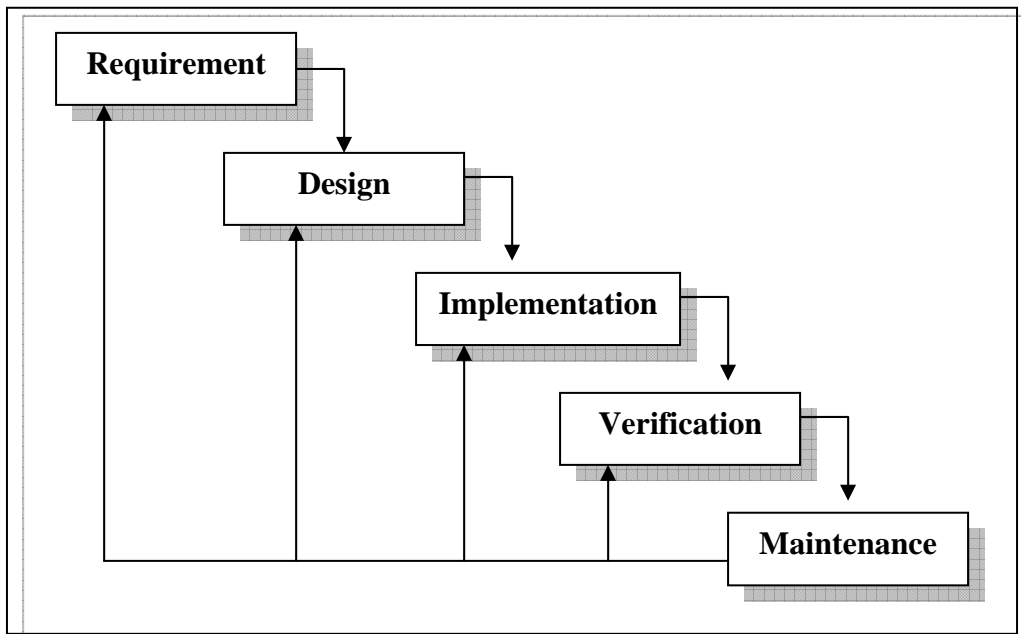 Requirement
Design
Implementation
Verification
Maintenance